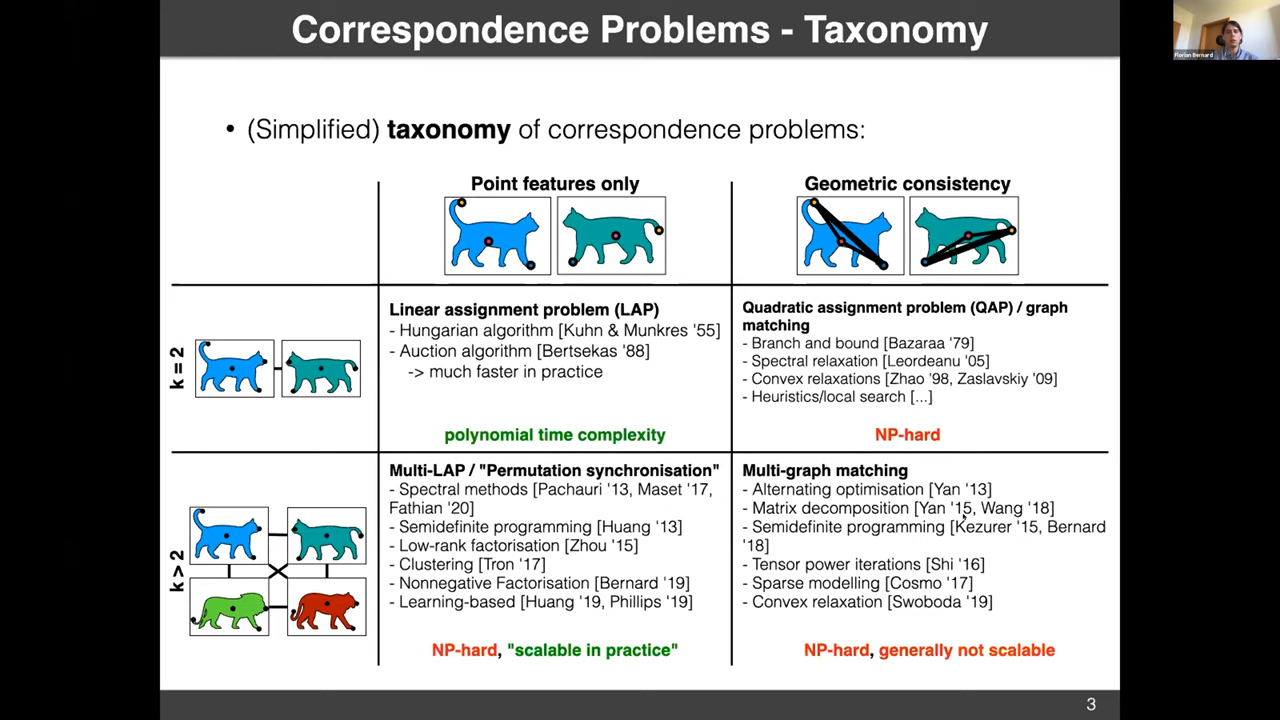 Correspondence Problems - Taxonomy
Florian Bernard
• (Simplified) taxonomy of correspondence problems:
Point features only
Geometric consistency
k = 2
Linear assignment problem (LAP)
- Hungarian algorithm [Kuhn & Munkres '55]
- Auction algorithm [Bertsekas '88]
-> much faster in practice
polynomial time complexity
Quadratic assignment problem (QAP) / graph
matching
- Branch and bound [Bazaraa '79]
- Spectral relaxation [Leordeanu '05]
- Convex relaxations [Zhao '98, Zaslavskiy '09]
- Heuristics/local search [...]
NP-hard
k > 2
Multi-LAP / "Permutation synchronisation"
- Spectral methods [Pachauri '13, Maset '17,
Fathian '20]
- Semidefinite programming [Huang '13]
- Low-rank factorisation [Zhou '15]
- Clustering [Tron '17]
- Nonnegative Factorisation [Bernard '19]
- Learning-based [Huang '19, Phillips '19]
NP-hard, "scalable in practice"
Multi-graph matching
- Alternating optimisation [Yan '13]
- Matrix decomposition [Yan '15, Wang '18]
- Semidefinite programming [Kezurer '15, Bernard
'18]
- Tensor power iterations [Shi '16]
- Sparse modelling [Cosmo '17]
- Convex relaxation [Swoboda '19]
NP-hard, generally not scalable
3